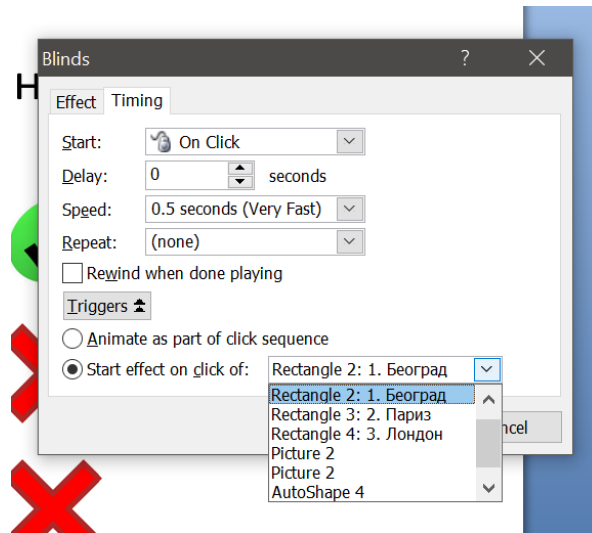 Blinds
H
Effect Timing
Start: On Click
Delay: 0 seconds
Speed: 0.5 seconds (Very Fast)
Repeat: (none)
Rewind when done playing
Triggers
Animate as part of click sequence
Start effect on click of: Rectangle 2: 1. Београд
Rectangle 2: 1. Београд
Rectangle 3: 2. Париз
Rectangle 4: 3. Лондон
Picture 2
Picture 2
AutoShape 4
ncel